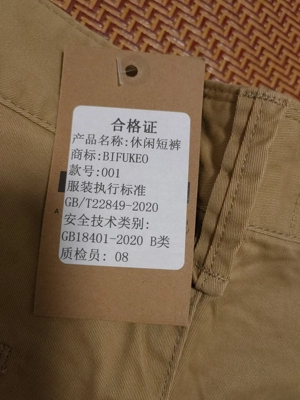 合格证
产品名称:休闲短裤
商标:BIFUKEO
款号:001
服装执行标准
GB/T22849-2020
安全技术类别:
GB18401-2020 B类
质检员: 08